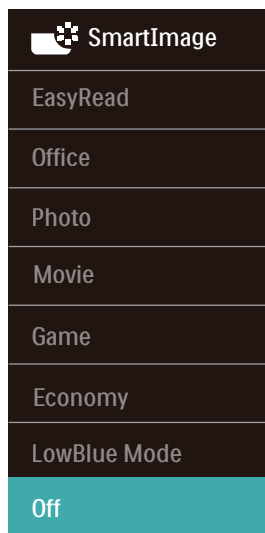 SmartImage
EasyRead
Office
Photo
Movie
Game
Economy
LowBlue Mode
Off